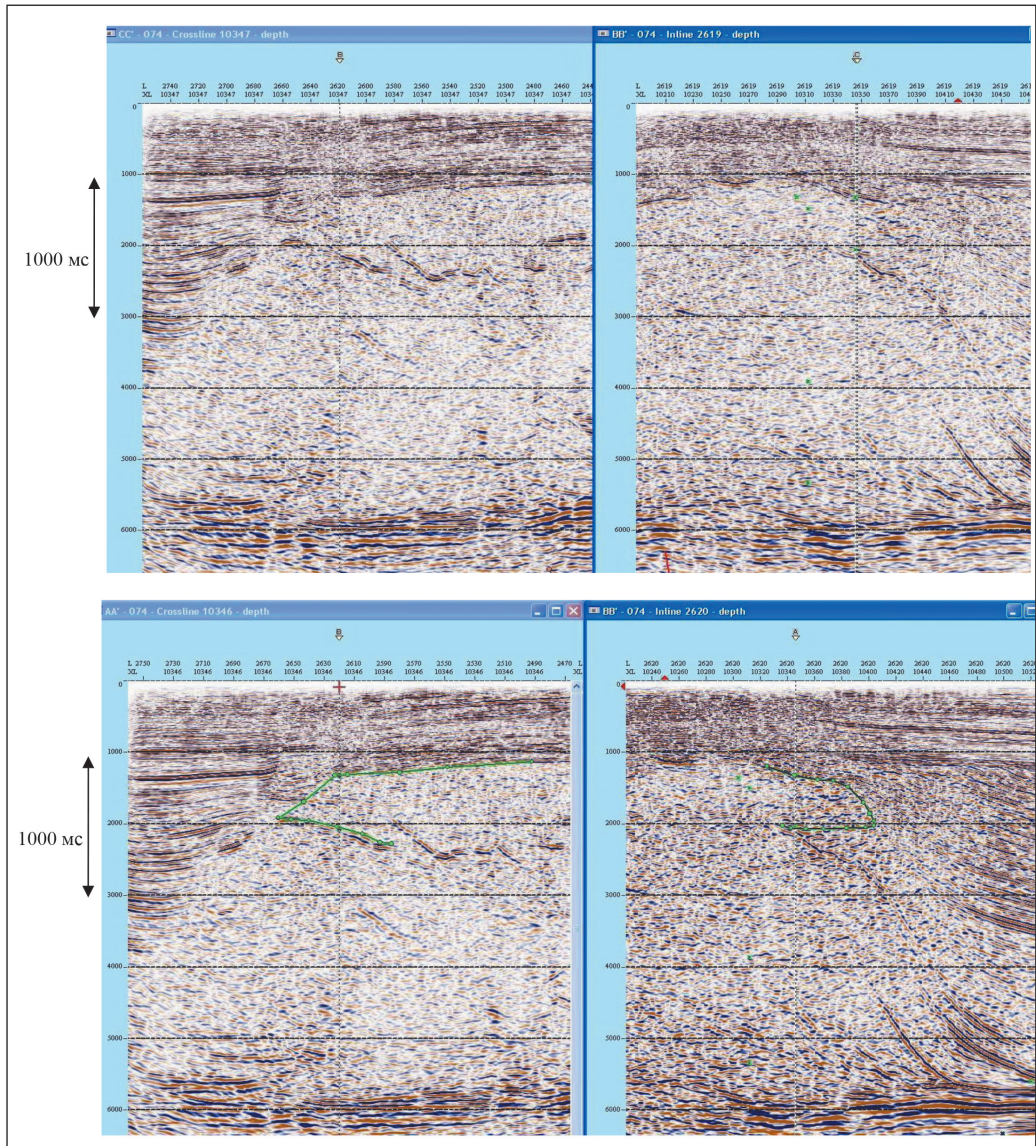 CC' - 074 - Crossline 10347 - depth
BB' - 074 - Inline 2619 - depth
B
C
L 2740 2720 2700 2680 2660 2640 2620 2600 2580 2560 2540 2520 2500 2480
XL 10347 10347 10347 10347 10347 10347 10347 10347 10347 10347 10347 10347 10347 10347
L 2619 2619 2619 2619 2619 2619 2619 2619 2619 2619 2619 2619 2619
XL 10210 10310 10330 10350 10370 10390 10410 10430 10450
0
1000
2000
3000
4000
5000
6000
0
1000
2000
3000
4000
5000
6000
1000 мс
AA' - 074 - Crossline 10346 - depth
BB' - 074 - Inline 2620 - depth
B
A
L 2750 2730 2710 2690 2670 2650 2630 2610 2590 2570 2550 2530 2510 2490 2470
XL 10346 10346 10346 10346 10346 10346 10346 10346 10346 10346 10346 10346 10346 10346 10346
L 2620 2620 2620 2620 2620 2620 2620 2620 2620 2620 2620 2620 2620 2620
XL 10260 10280 10300 10320 10340 10360 10380 10400 10420 10440 10460 10480 10500
0
1000
2000
3000
4000
5000
6000
0
1000
2000
3000
4000
5000
6000
1000 мс